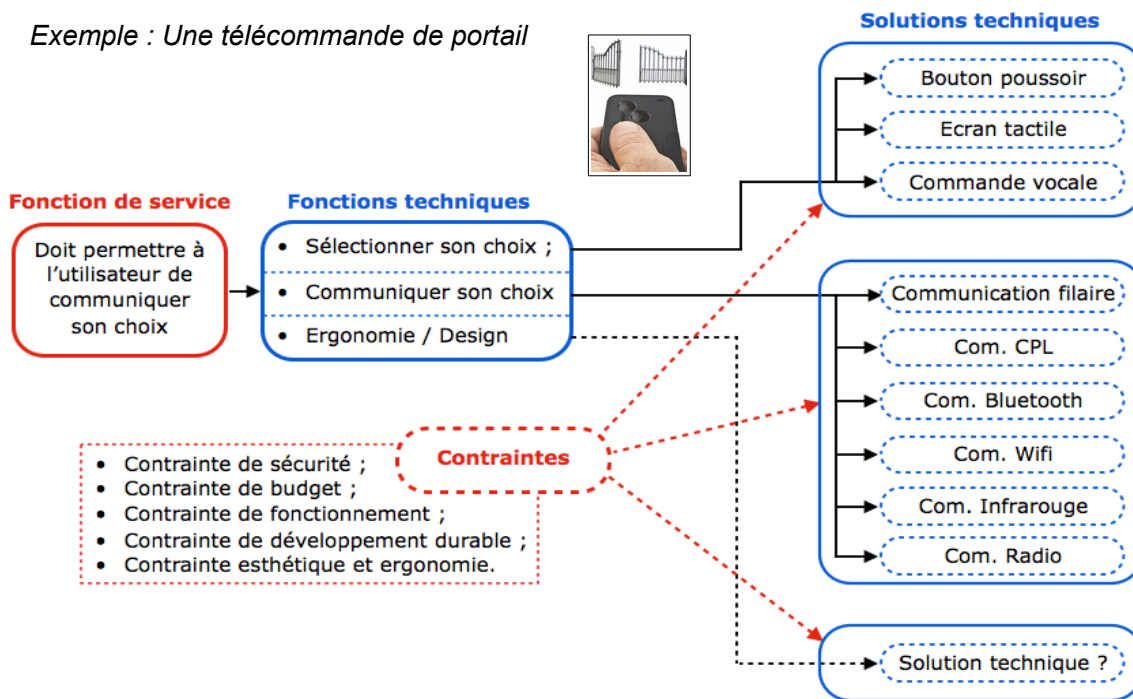 Exemple : Une télécommande de portail
Solutions techniques
Bouton poussoir
Ecran tactile
Commande vocale
Fonction de service
Doit permettre à
l'utilisateur de
communiquer
son choix
Fonctions techniques
• Sélectionner son choix ;
• Communiquer son choix
• Ergonomie / Design
Communication filaire
Com. CPL
Com. Bluetooth
Com. Wifi
Com. Infrarouge
Com. Radio
Contraintes
• Contrainte de sécurité ;
• Contrainte de budget ;
• Contrainte de fonctionnement ;
• Contrainte de développement durable ;
• Contrainte esthétique et ergonomie.
Solution technique ?